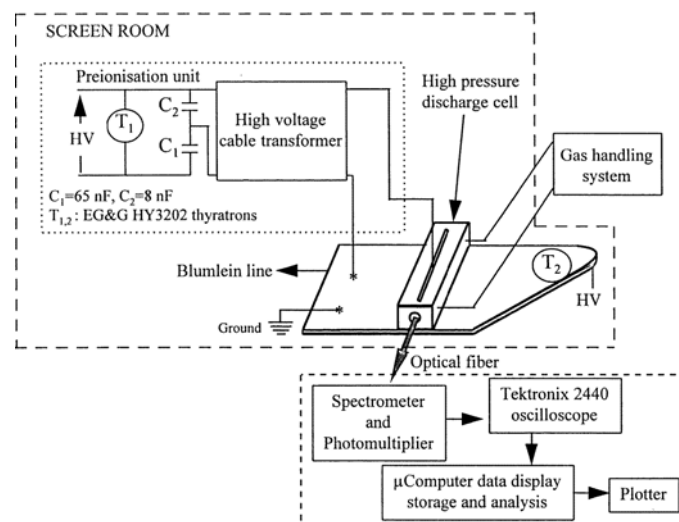 SCREEN ROOM
Preionisation unit
HV
T₁
C₂
C₁
High voltage
cable transformer
High pressure
discharge cell
Gas handling
system
C₁=65 nF, C₂=8 nF
T₁,₂ : EG&G HY3202 thyratrons
Blumlein line
T₂
HV
Ground
Optical fiber
Spectrometer
and
Photomultiplier
Tektronix 2440
oscilloscope
µComputer data display
storage and analysis
Plotter